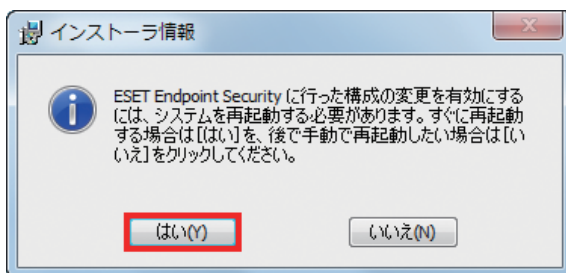 インストーラ情報
ESET Endpoint Security に行った構成の変更を有効にする
には、システムを再起動する必要があります。すぐに再起動
する場合は[はい]を、後で手動で再起動したい場合は[い
いえ]をクリックしてください。
はい(Y) いいえ(N)